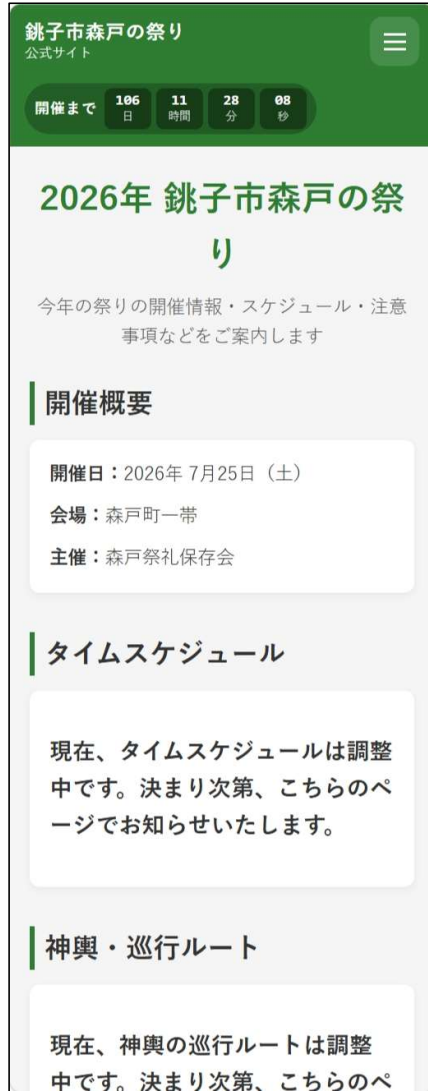 銚子市森戸の祭り
公式サイト
開催まで 106 11 28 08
日 時間 分 秒
2026年 銚子市森戸の祭
り
今年の祭りの開催情報・スケジュール・注意
事項などをご案内します
開催概要
開催日：2026年 7月25日（土）
会場：森戸町一帯
主催：森戸祭礼保存会
タイムスケジュール
現在、タイムスケジュールは調整
中です。決まり次第、こちらのペ
ージでお知らせいたします。
神輿・巡行ルート
現在、神輿の巡行ルートは調整
中です。決まり次第、こちらのペ